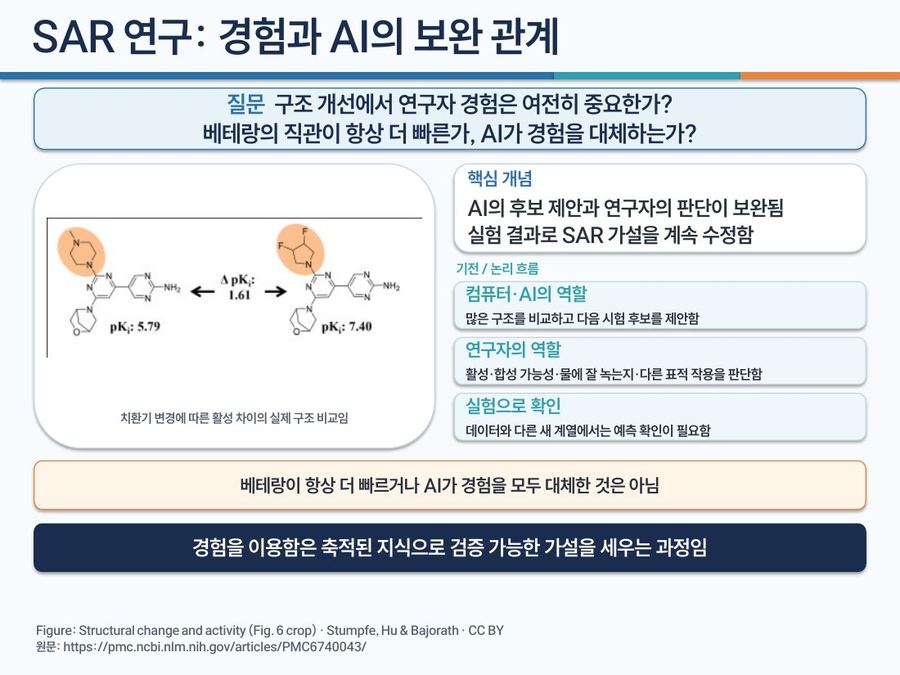 SAR 연구: 경험과 AI의 보완 관계
질문 구조 개선에서 연구자 경험은 여전히 중요한가?
베테랑의 직관이 항상 더 빠른가, AI가 경험을 대체하는가?
N
N
N
N
N
N
NH₂
N
O
pKᵢ: 5.79
Δ pKᵢ:
1.61
F
F
N
N
N
N
N
NH₂
N
O
pKᵢ: 7.40
치환기 변경에 따른 활성 차이의 실제 구조 비교임
핵심 개념
AI의 후보 제안과 연구자의 판단이 보완됨
실험 결과로 SAR 가설을 계속 수정함
기전 / 논리 흐름
컴퓨터·AI의 역할
많은 구조를 비교하고 다음 시험 후보를 제안함
연구자의 역할
활성·합성 가능성·물에 잘 녹는지·다른 표적 작용을 판단함
실험으로 확인
데이터와 다른 새 계열에서는 예측 확인이 필요함
베테랑이 항상 더 빠르거나 AI가 경험을 모두 대체한 것은 아님
경험을 이용함은 축적된 지식으로 검증 가능한 가설을 세우는 과정임
Figure: Structural change and activity (Fig. 6 crop) · Stumpfe, Hu & Bajorath · CC BY
원문: https://pmc.ncbi.nlm.nih.gov/articles/PMC6740043/